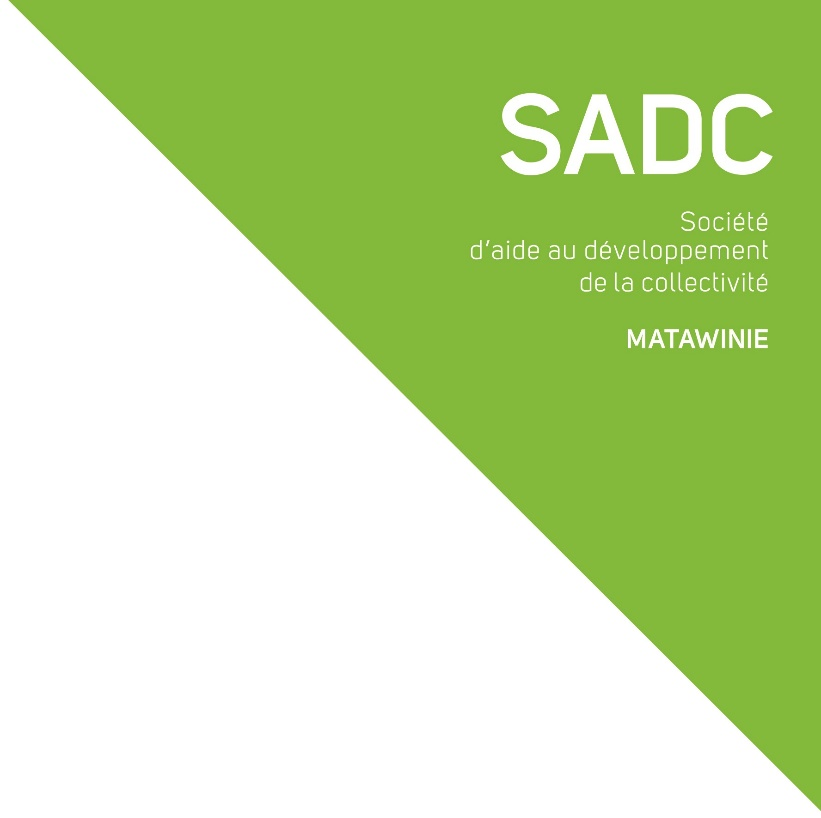 SADC
Société
d’aide au développement
de la collectivité
MATAWINIE